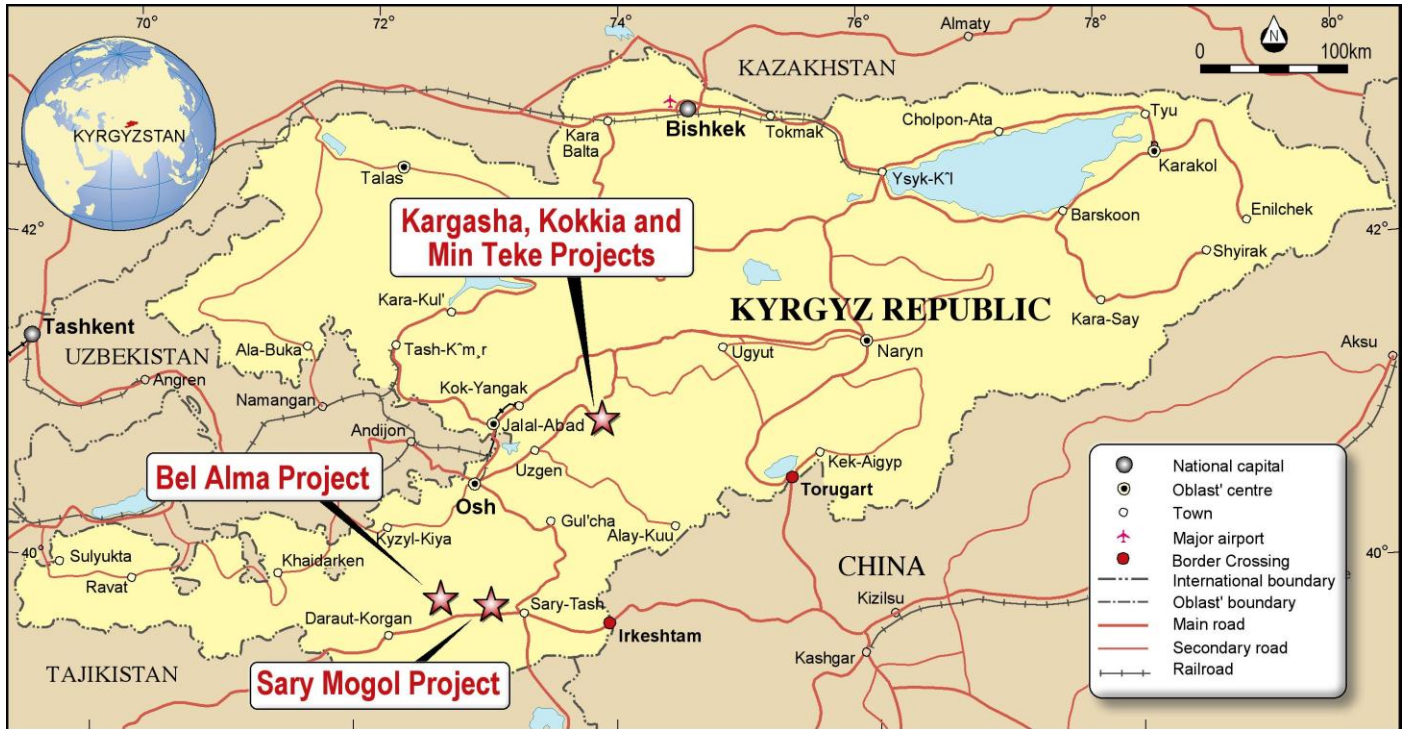 70°
72°
74°
76°
78°
80°
Almaty
N
0 100km
KAZAKHSTAN
KYRGYZSTAN
Kara
Balta
Bishkek
Tokmak
Cholpon-Ata
Tyu
Karakol
Talas
Ysyk-K^l
Barskoon
Enilchek
42°
42°
Kargasha, Kokkia and
Min Teke Projects
Shyirak
Kara-Kul'
KYRGYZ REPUBLIC
Kara-Say
Tashkent
UZBEKISTAN
Ala-Buka
Tash-K^m¸r
Ugyut
Naryn
Aksu
Angren
Kok-Yangak
Namangan
Jalal-Abad
Andijon
Uzgen
Kek-Aigyp
Bel Alma Project
Osh
Torugart
Gul'cha
Alay-Kuu
Kyzyl-Kiya
40°
40°
Sulyukta
Khaidarken
Ravat
CHINA
Kizilsu
Daraut-Korgan
Sary-Tash
Irkeshtam
Kashgar
TAJIKISTAN
Sary Mogol Project
National capital
Oblast' centre
Town
Major airport
Border Crossing
International boundary
Oblast' boundary
Main road
Secondary road
Railroad
72
74
76